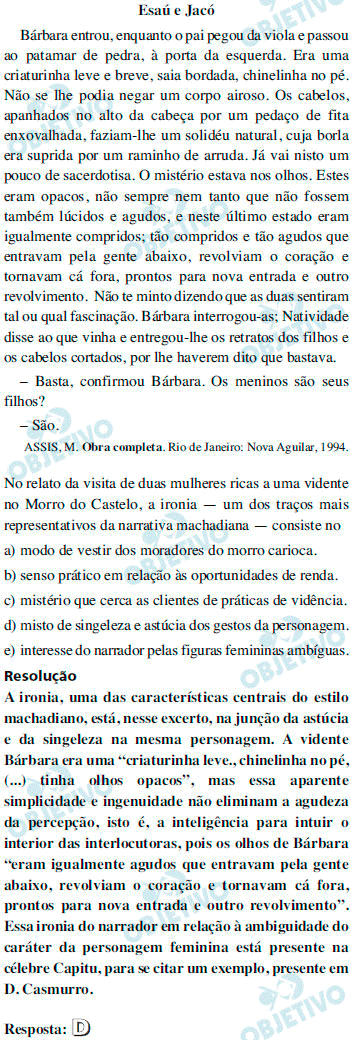 Esaú e Jacó
Bárbara entrou, enquanto o pai pegou da viola e passou
ao patamar de pedra, à porta da esquerda. Era uma
criaturinha leve e breve, saia bordada, chinelinha no pé.
Não se lhe podia negar um corpo airoso. Os cabelos,
apanhados no alto da cabeça por um pedaço de fita
enxovalhada, faziam-lhe um solidéu natural, cuja borla
era suprida por um raminho de arruda. Já vai nisto um
pouco de sacerdotisa. O mistério estava nos olhos. Estes
eram opacos, não sempre nem tanto que não fossem
também lúcidos e agudos, e neste último estado eram
igualmente compridos; tão compridos e tão agudos que
entravam pela gente abaixo, revolviam o coração e
tornavam cá fora, prontos para nova entrada e outro
revolvimento. Não te minto dizendo que as duas sentiram
tal ou qual fascinação. Bárbara interrogou-as; Natividade
disse ao que vinha e entregou-lhe os retratos dos filhos e
os cabelos cortados, por lhe haverem dito que bastava.
– Basta, confirmou Bárbara. Os meninos são seus
filhos?
– São.
ASSIS, M. Obra completa. Rio de Janeiro: Nova Aguilar, 1994.
No relato da visita de duas mulheres ricas a uma vidente
no Morro do Castelo, a ironia — um dos traços mais
representativos da narrativa machadiana — consiste no
a) modo de vestir dos moradores do morro carioca.
b) senso prático em relação às oportunidades de renda.
c) mistério que cerca as clientes de práticas de vidência.
d) misto de singeleza e astúcia dos gestos da personagem.
e) interesse do narrador pelas figuras femininas ambíguas.
Resolução
A ironia, uma das características centrais do estilo
machadiano, está, nesse excerto, na junção da astúcia
e da singeleza na mesma personagem. A vidente
Bárbara era uma “criaturinha leve., chinelinha no pé,
(...) tinha olhos opacos”, mas essa aparente
simplicidade e ingenuidade não eliminam a agudeza
da percepção, isto é, a inteligência para intuir o
interior das interlocutoras, pois os olhos de Bárbara
“eram igualmente agudos que entravam pela gente
abaixo, revolviam o coração e tornavam cá fora,
prontos para nova entrada e outro revolvimento”.
Essa ironia do narrador em relação à ambiguidade do
caráter da personagem feminina está presente na
célebre Capitu, para se citar um exemplo, presente em
D. Casmurro.
Resposta: D
OBJETIVO